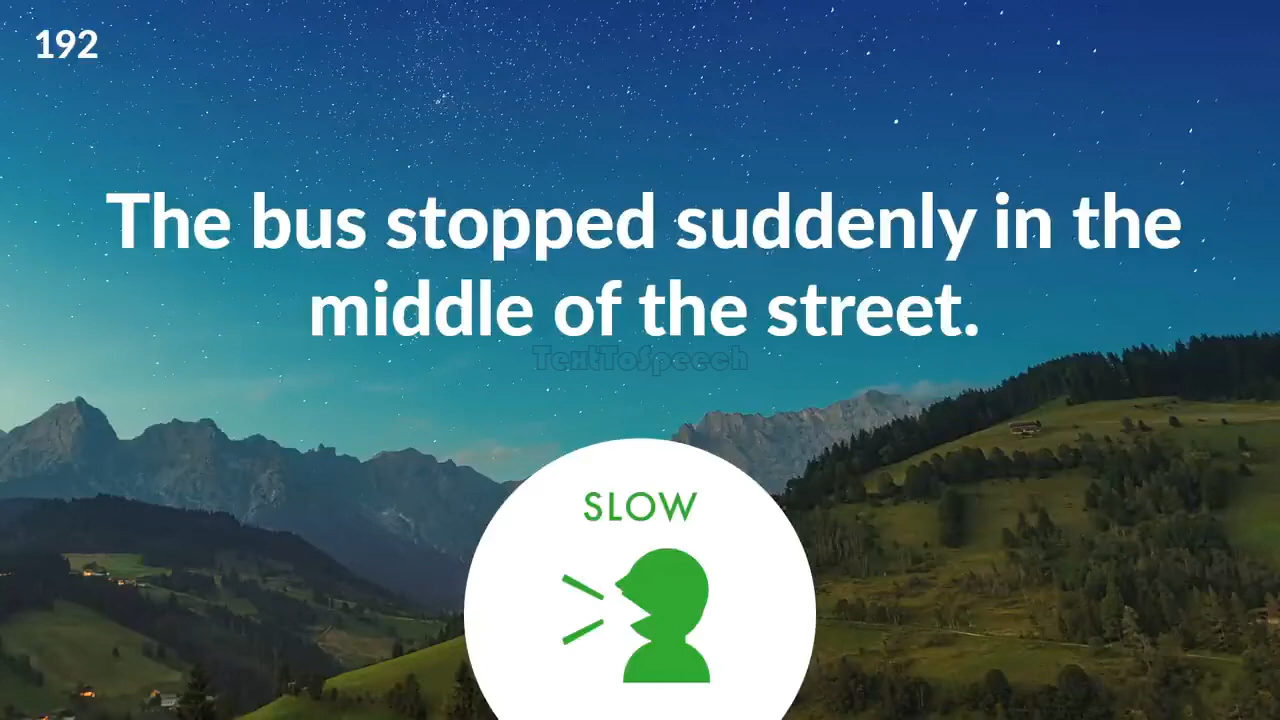 192
The bus stopped suddenly in the
middle of the street.
TextToSpeech
SLOW